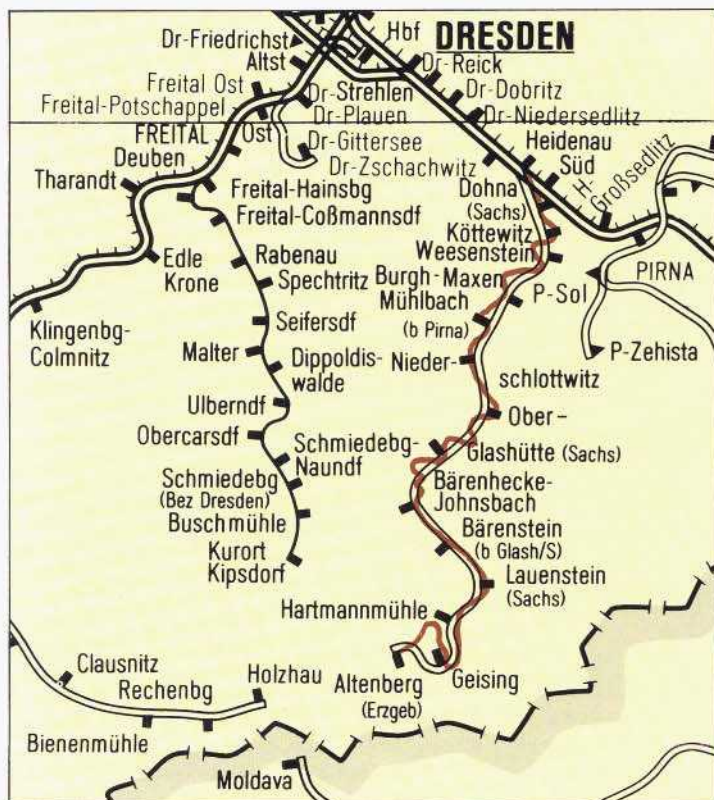 Hbf
DRESDEN
Dr-Friedrichst
Altst
Dr-Reick
Freital Ost
Dr-Strehlen
Dr-Dobritz
Freital-Potschappel
Dr-Plauen
Dr-Niedersedlitz
FREITAL
Ost
Dr-Gittersee
Heidenau
Deuben
Dr-Zschachwitz
Süd
H-
Großsedlitz
Tharandt
Freital-Hainsbg
Dohna
(Sachs)
Freital-Coßmannsdf
Köttewitz
Weesenstein
Edle
Krone
Rabenau
Burgh-Maxen
PIRNA
Spechtritz
Mühlbach
P-Sol
(b Pirna)
Klingenbg-
Colmnitz
Seifersdf
Malter
Dippoldis-
walde
Nieder-
schlottwitz
P-Zehista
Ulberndf
Ober-
Obercarsdf
Schmiedebg-
Naundf
Glashütte (Sachs)
Schmiedebg
(Bez Dresden)
Bärenhecke-
Johnsbach
Buschmühle
Bärenstein
(b Glash/S)
Kurort
Kipsdorf
Lauenstein
(Sachs)
Hartmannmühle
Clausnitz
Rechenbg
Holzhau
Altenberg
(Erzgeb)
Geising
Bienenmühle
Moldava